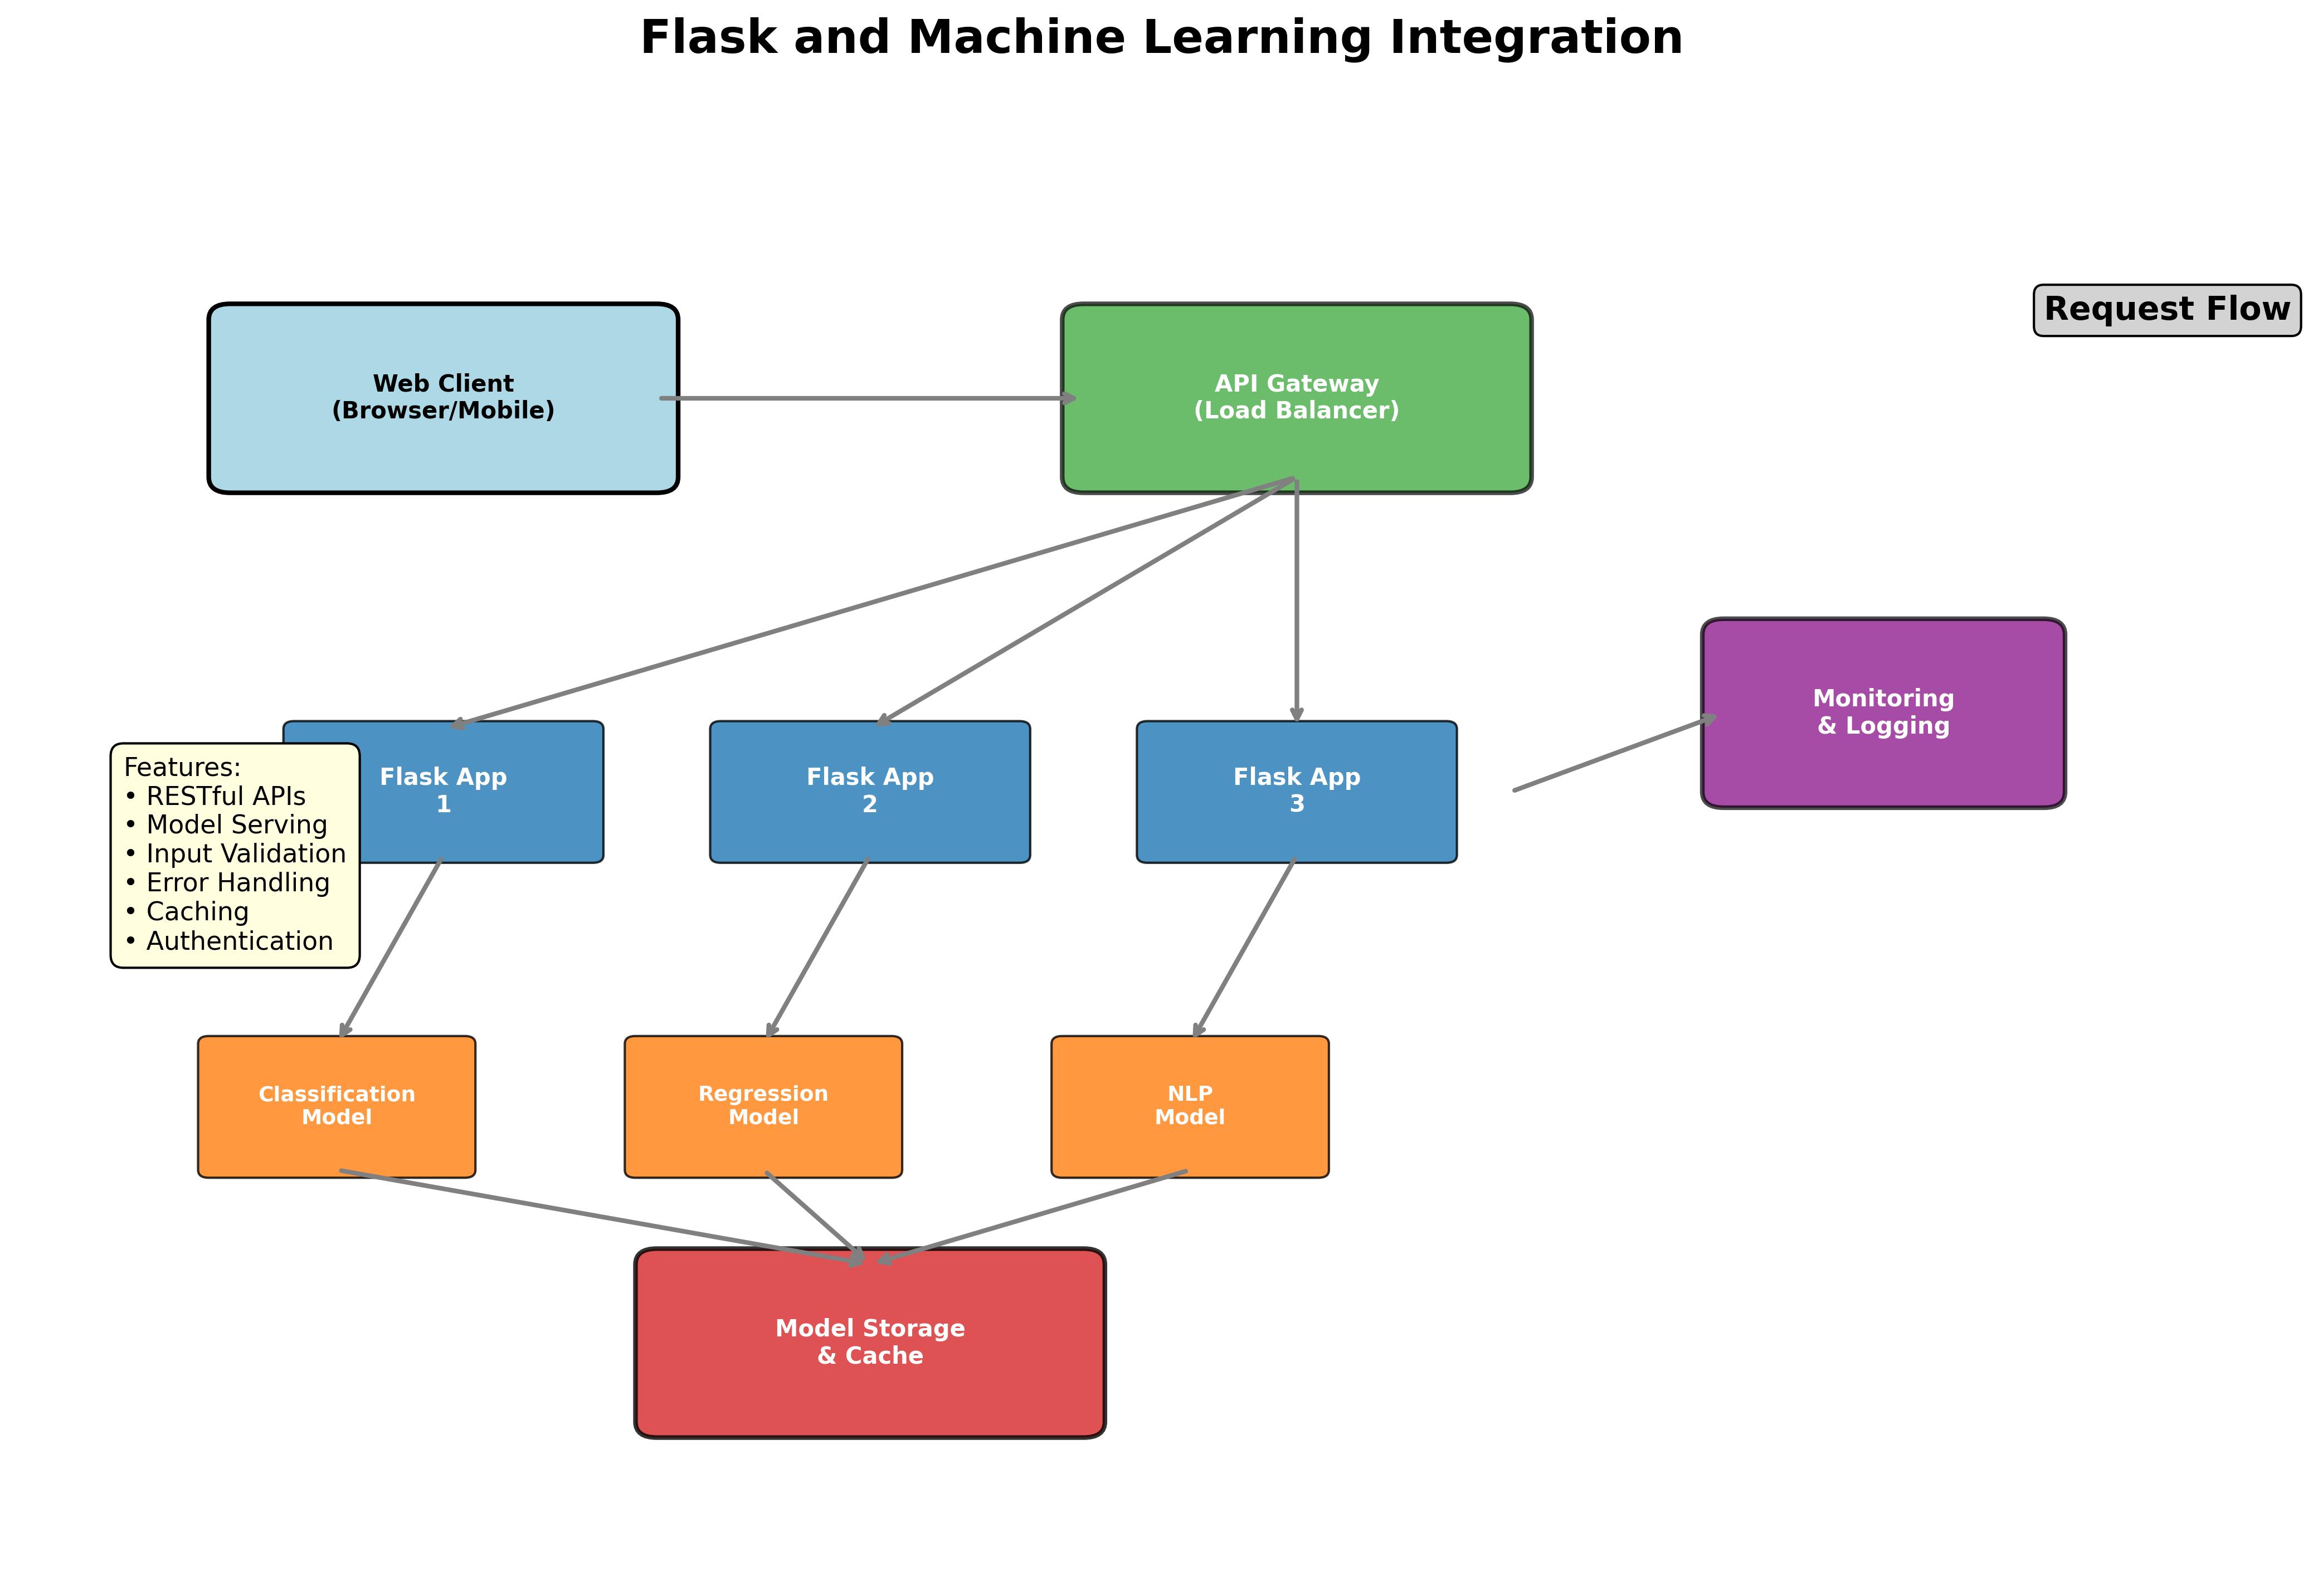 Flask and Machine Learning Integration
Request Flow
Web Client
(Browser/Mobile)
API Gateway
(Load Balancer)
Monitoring
& Logging
Features:
• RESTful APIs
• Model Serving
• Input Validation
• Error Handling
• Caching
• Authentication
Flask App
1
Flask App
2
Flask App
3
Classification
Model
Regression
Model
NLP
Model
Model Storage
& Cache